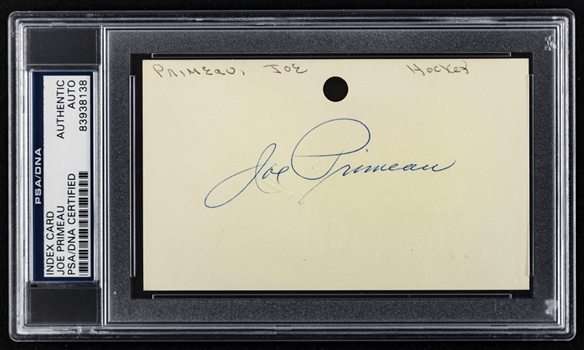 PSA/DNA
INDEX CARD
JOE PRIMEAU
PSA/DNA CERTIFIED
AUTHENTIC
AUTO
83938138
PRIMEAU, JOE
HOCKEY
Joe Primeau